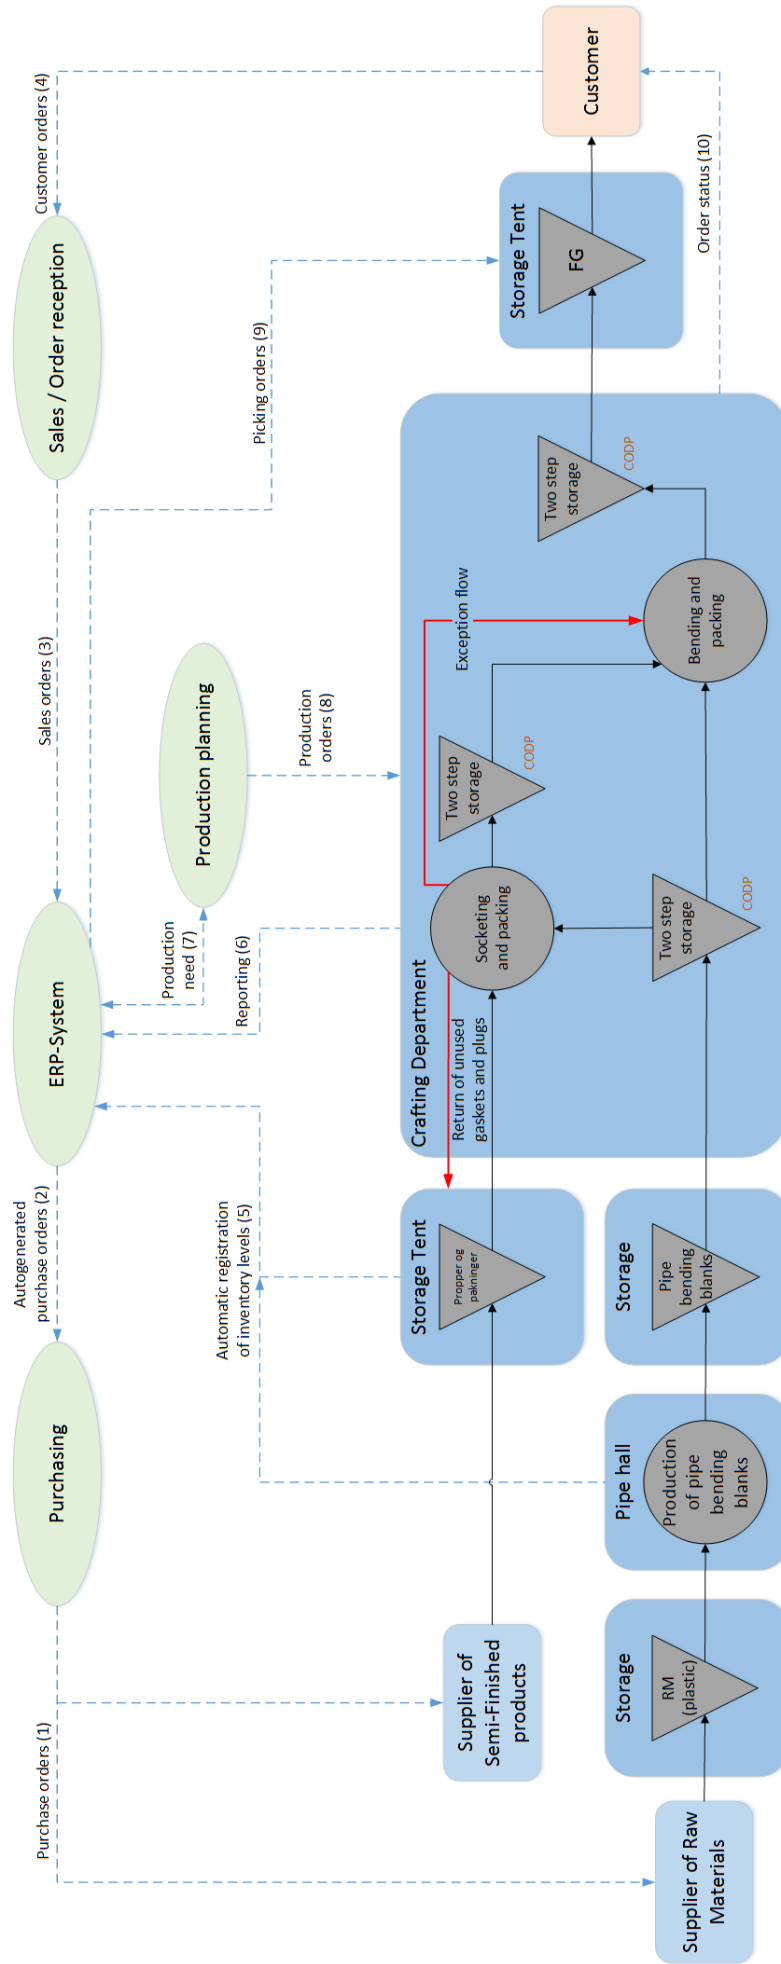 Purchase orders (1)
Purchasing
Autogenerated
purchase orders (2)
ERP-System
Sales orders (3)
Sales / Order reception
Customer orders (4)
Automatic registration
of inventory levels (5)
Reporting (6)
Production
need (7)
Production planning
Production
orders (8)
Picking orders (9)
Supplier of
Semi-Finished
products
Storage Tent
Propper og
pakninger
Crafting Department
Return of unused
gaskets and plugs
Socketing
and packing
Two step
storage
CODP
Exception flow
Two step
storage
CODP
Bending and
packing
Two step
storage
CODP
Storage Tent
FG
Customer
Order status (10)
Supplier of Raw
Materials
Storage
RM
(plastic)
Pipe hall
Production
of pipe
bending
blanks
Storage
Pipe
bending
blanks